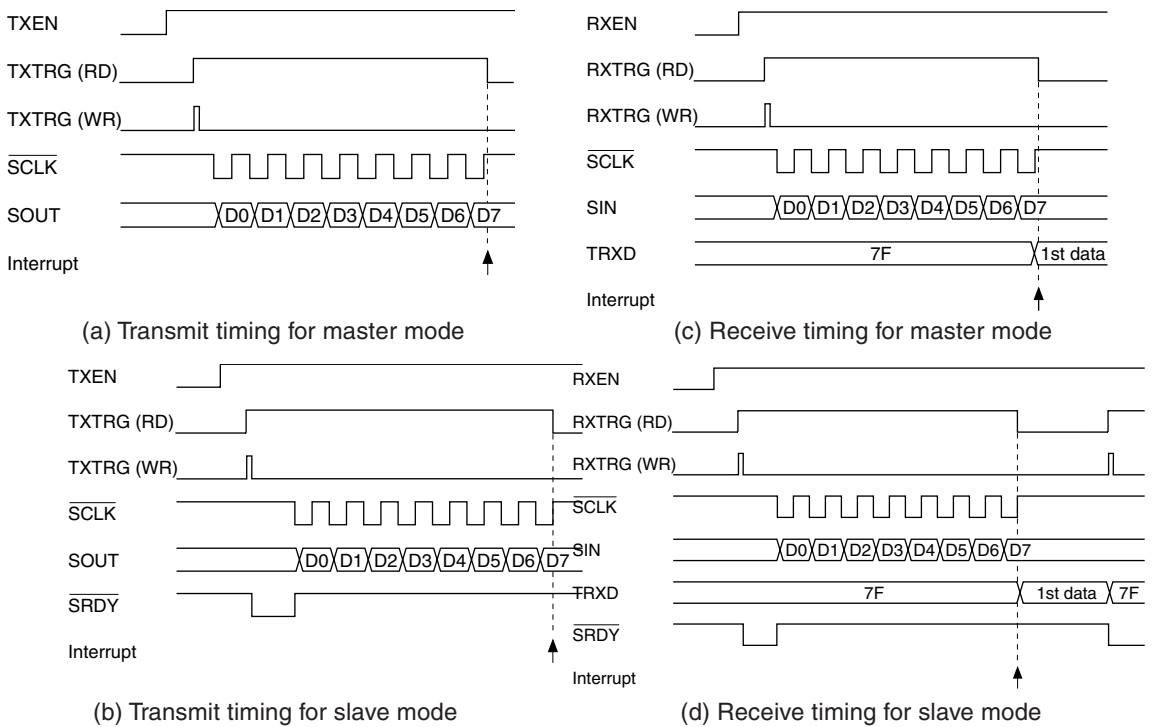 TXEN
TXTRG (RD)
TXTRG (WR)
SCLK
SOUT
D0 D1 D2 D3 D4 D5 D6 D7
Interrupt
(a) Transmit timing for master mode
RXEN
RXTRG (RD)
RXTRG (WR)
SCLK
SIN
D0 D1 D2 D3 D4 D5 D6 D7
TRXD
7F 1st data
Interrupt
(c) Receive timing for master mode
TXEN
TXTRG (RD)
TXTRG (WR)
SCLK
SOUT
D0 D1 D2 D3 D4 D5 D6 D7
SRDY
Interrupt
(b) Transmit timing for slave mode
RXEN
RXTRG (RD)
RXTRG (WR)
SCLK
SIN
D0 D1 D2 D3 D4 D5 D6 D7
TRXD
7F 1st data 7F
SRDY
Interrupt
(d) Receive timing for slave mode